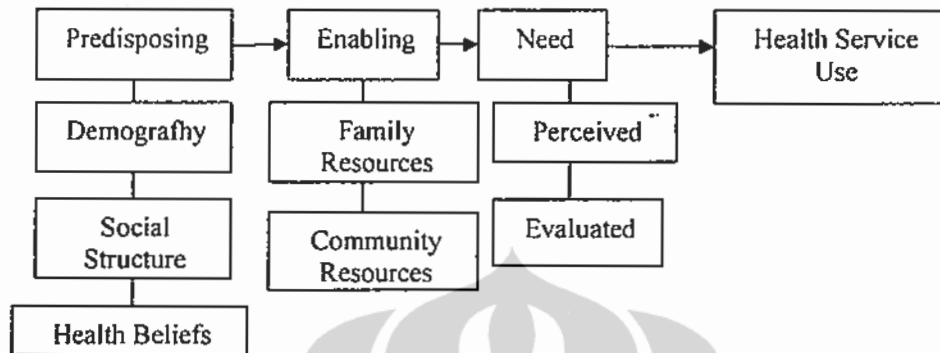 Predisposing
Enabling
Need
Health Service
Use
Demografhy
Family
Resources
Perceived
Social
Structure
Community
Resources
Evaluated
Health Beliefs